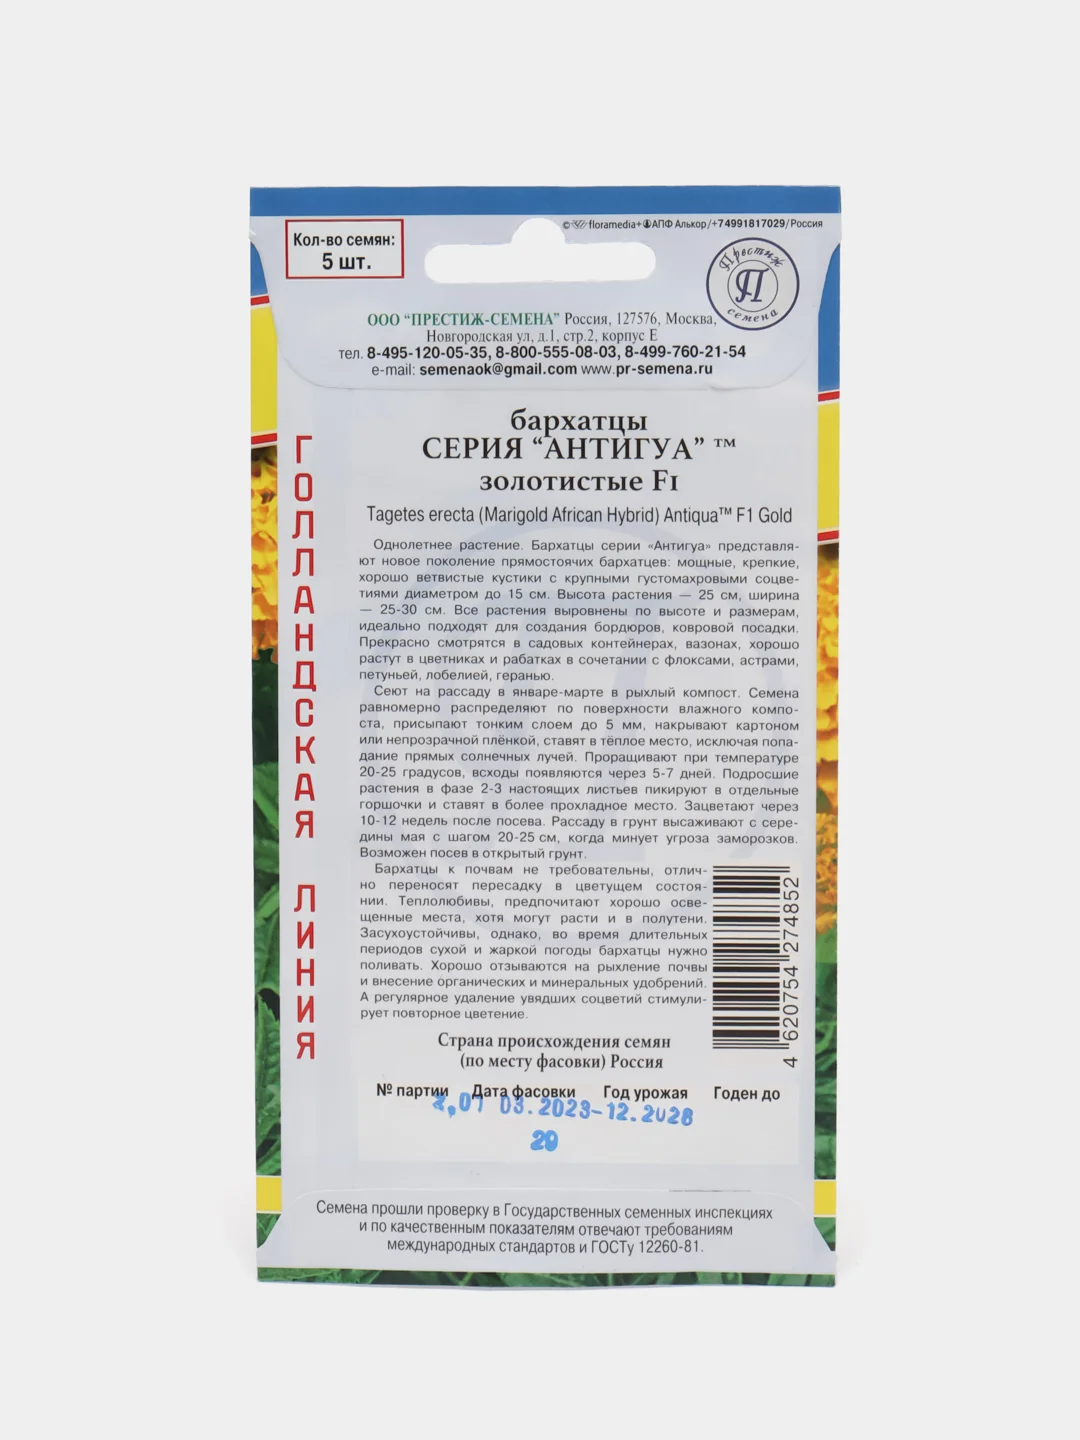 Кол-во семян:
5 шт.
© floramedia+ АПФ Алькор/+74991817029/Россия
Престиж
П
семена
ООО “ПРЕСТИЖ-СЕМЕНА” Россия, 127576, Москва,
Новгородская ул, д.1, стр.2, корпус Е
тел. 8-495-120-05-35, 8-800-555-08-03, 8-499-760-21-54
e-mail: semenaok@gmail.com www.pr-semena.ru
ГОЛЛАНДСКАЯ ЛИНИЯ
бархатцы
СЕРИЯ “АНТИГУА” ™
золотистые F1
Tagetes erecta (Marigold African Hybrid) Antiqua™ F1 Gold
Однолетнее растение. Бархатцы серии «Антигуа» представля-
ют новое поколение прямостоячих бархатцев: мощные, крепкие,
хорошо ветвистые кустики с крупными густомахровыми соцве-
тиями диаметром до 15 см. Высота растения — 25 см, ширина
— 25-30 см. Все растения выровнены по высоте и размерам,
идеально подходят для создания бордюров, ковровой посадки.
Прекрасно смотрятся в садовых контейнерах, вазонах, хорошо
растут в цветниках и рабатках в сочетании с флоксами, астрами,
петуньей, лобелией, геранью.
Сеют на рассаду в январе-марте в рыхлый компост. Семена
равномерно распределяют по поверхности влажного компо-
ста, присыпают тонким слоем до 5 мм, накрывают картоном
или непрозрачной плёнкой, ставят в тёплое место, исключая попа-
дание прямых солнечных лучей. Проращивают при температуре
20-25 градусов, всходы появляются через 5-7 дней. Подросшие
растения в фазе 2-3 настоящих листьев пикируют в отдельные
горшочки и ставят в более прохладное место. Зацветают через
10-12 недель после посева. Рассаду в грунт высаживают с сере-
дины мая с шагом 20-25 см, когда минует угроза заморозков.
Возможен посев в открытый грунт.
Бархатцы к почвам не требовательны, отлич-
но переносят пересадку в цветущем состоя-
нии. Теплолюбивы, предпочитают хорошо осве-
щенные места, хотя могут расти и в полутени.
Засухоустойчивы, однако, во время длительных
периодов сухой и жаркой погоды бархатцы нужно
поливать. Хорошо отзываются на рыхление почвы
и внесение органических и минеральных удобрений.
А регулярное удаление увядших соцветий стимули-
рует повторное цветение.
4 620754 274852
Страна происхождения семян
(по месту фасовки) Россия
№ партии Дата фасовки Год урожая Годен до
03.2023-12.2028
20
Семена прошли проверку в Государственных семенных инспекциях
и по качественным показателям отвечают требованиям
международных стандартов и ГОСТу 12260-81.